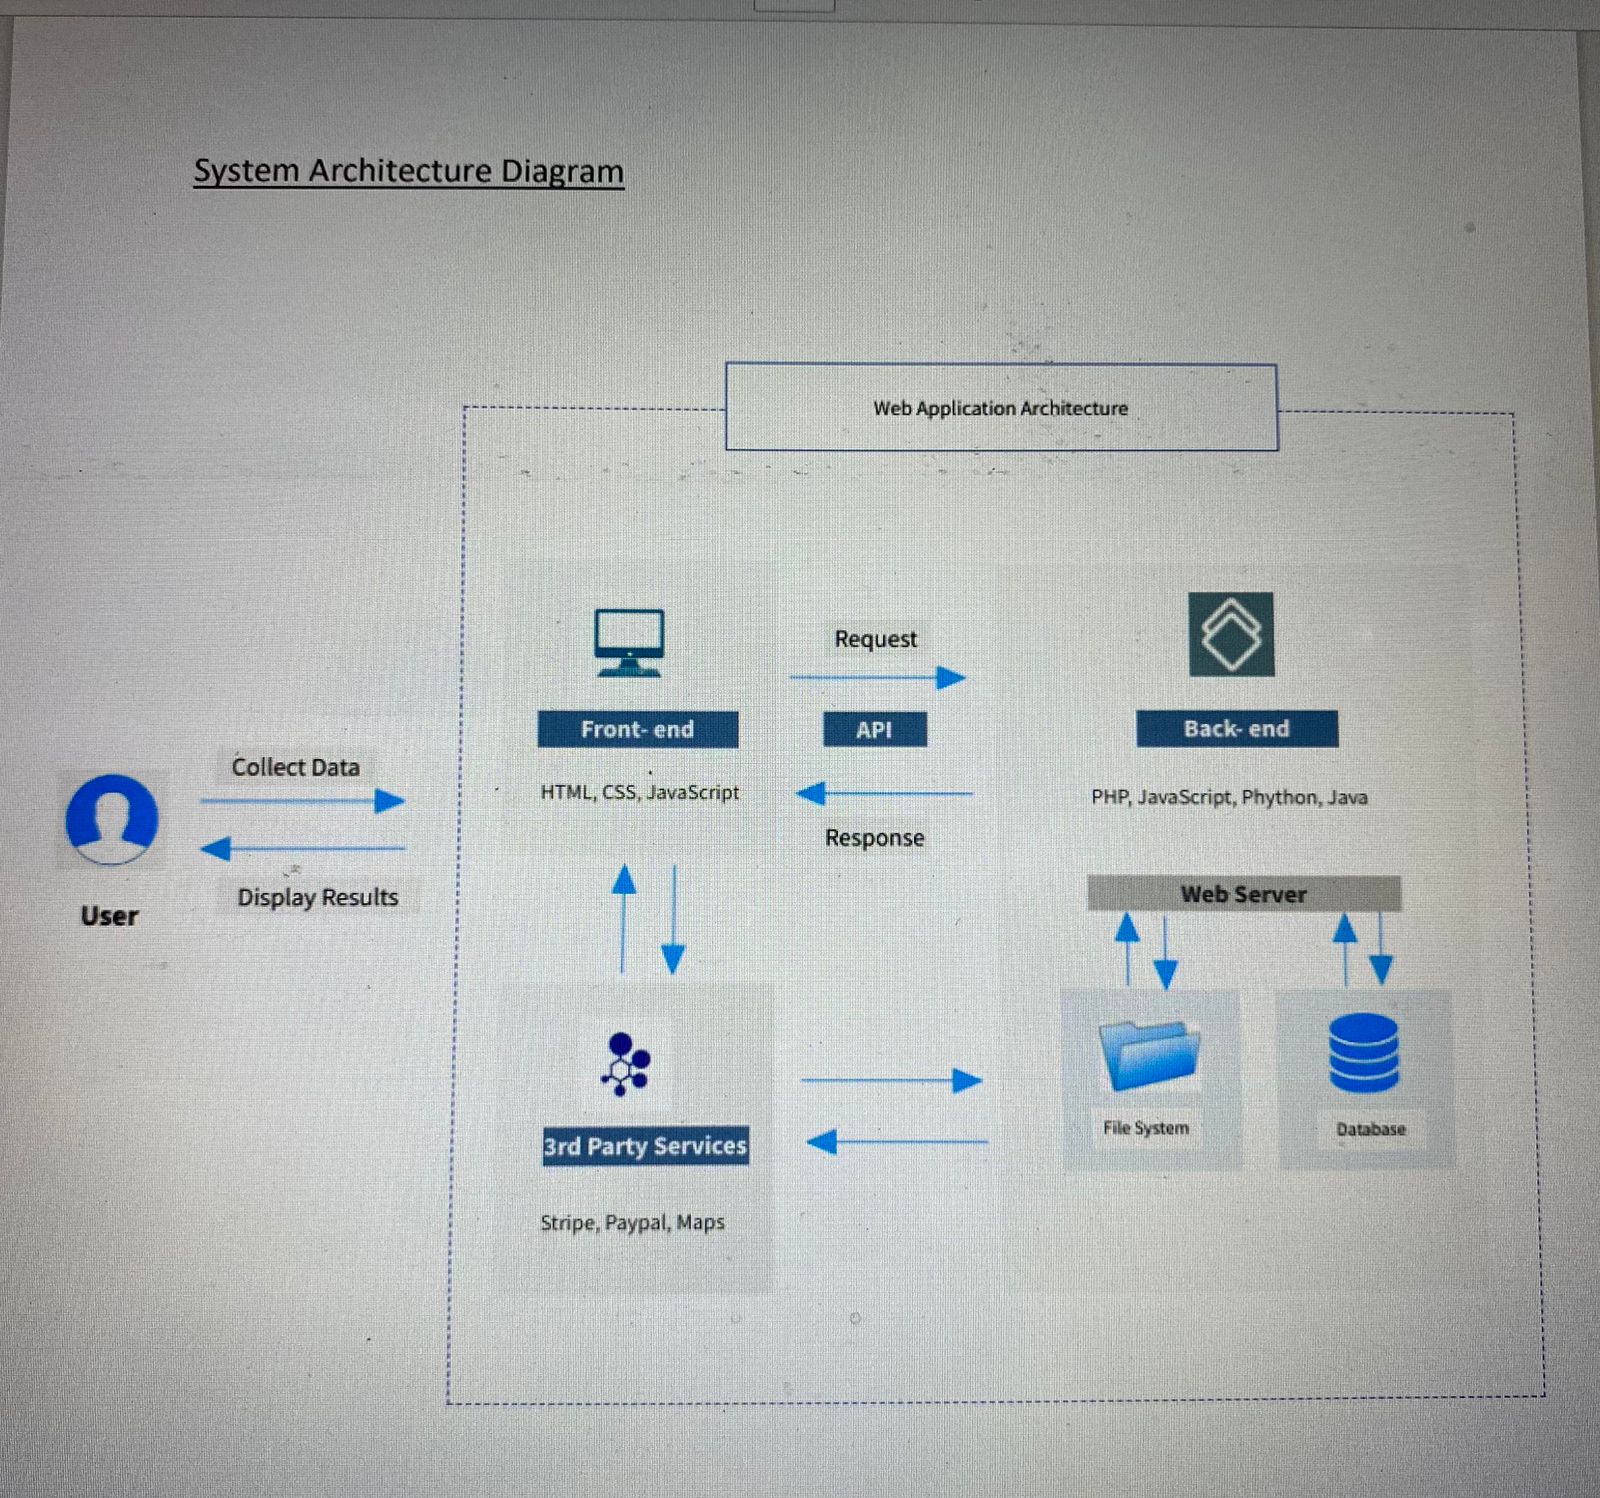 System Architecture Diagram
Web Application Architecture
Request
Front- end
API
Back- end
Collect Data
HTML, CSS, JavaScript
PHP, JavaScript, Phython, Java
Response
Display Results
User
Web Server
File System
Database
3rd Party Services
Stripe, Paypal, Maps